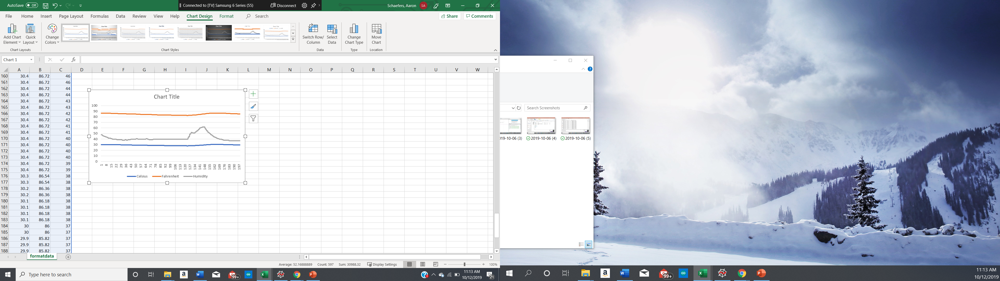 AutoSave Off
Connected to [TV] Samsung 6 Series (55) Disconnect
Schaefers, Aaron SA
File Home Insert Page Layout Formulas Data Review View Help Chart Design Format Search
Share Comments
Add Chart Element
Quick Layout
Change Colors
Switch Row/ Column
Select Data
Change Chart Type
Move Chart
Chart Layouts Chart Styles Data Type Location
Chart 1 fx
A B C D E F G H I J K L M N O P Q R S T U V W
160 30.4 86.72 46
161 30.4 86.72 46
162 30.4 86.72 44
163 30.4 86.72 44
164 30.4 86.72 43
165 30.4 86.72 43
166 30.4 86.72 42
167 30.4 86.72 42
168 30.4 86.72 41
169 30.4 86.72 41
170 30.4 86.72 40
171 30.4 86.72 40
172 30.4 86.72 40
173 30.4 86.72 40
174 30.4 86.72 39
175 30.4 86.72 39
176 30.3 86.54 38
177 30.3 86.54 38
178 30.2 86.36 38
179 30.2 86.36 38
180 30.1 86.18 38
181 30.1 86.18 38
182 30.1 86.18 38
183 30.1 86.18 38
184 30 86 37
185 30 86 37
186 29.9 85.82 37
187 29.9 85.82 37
188 29.9 85.82 37
Chart Title
100
90
80
70
60
50
40
30
20
10
0
1 8 15 22 29 36 43 50 57 64 71 78 85 92 99 106 113 120 127 134 141 148 155 162 169 176 183 190 197
Celsius Fahrenheit Humidity
formatdata
Average: 52.16888889 Count: 597 Sum: 30988.32 Display Settings 100%
Type here to search
99+
11:13 AM
10/12/2019
21
Search Screenshots
019-10-06 (3) 2019-10-06 (4) 2019-10-06 (5)
99+
11:13 AM
10/12/2019